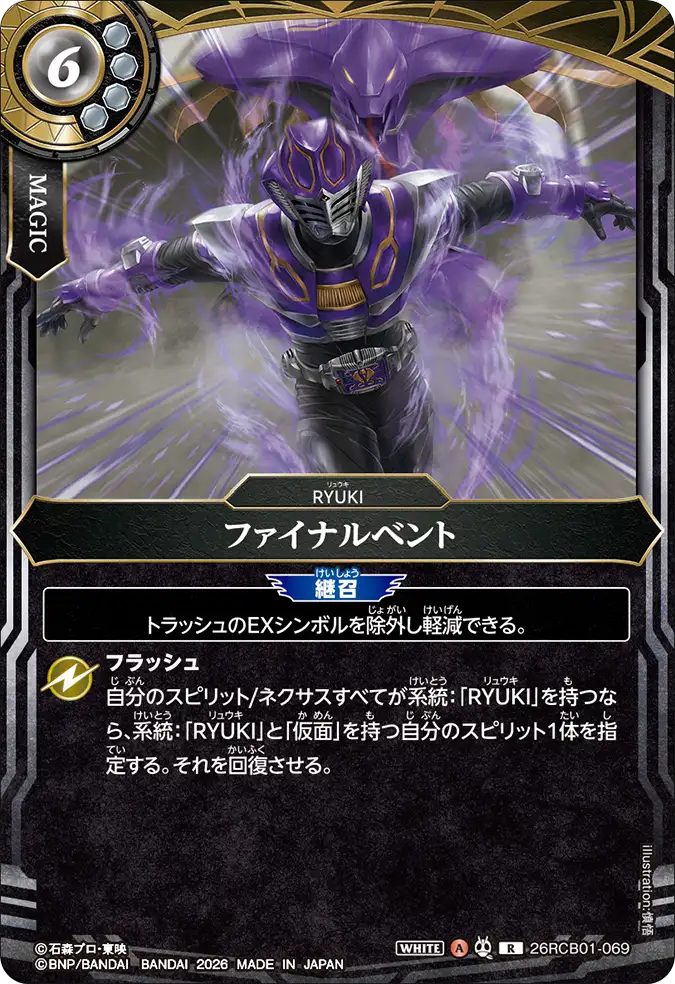 6
MAGIC
リュウキ
RYUKI
ファイナルベント
けいしょう
継召
じょがい けいげん
トラッシュのEXシンボルを除外し軽減できる。
フラッシュ
じぶん けいとう リュウキ も
自分のスピリット/ネクサスすべてが系統:「RYUKI」を持つな
けいとう リュウキ かめん も じぶん たい し
ら、系統:「RYUKI」と「仮面」を持つ自分のスピリット1体を指
てい かいふく
定する。それを回復させる。
illustration:慎悟
©石森プロ・東映
©BNP/BANDAI BANDAI 2026 MADE IN JAPAN
WHITE A R 26RCB01-069